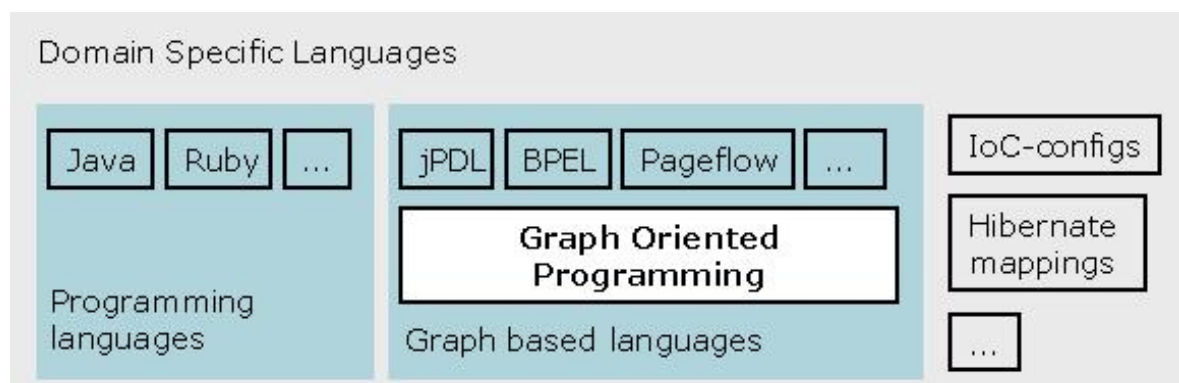 Domain Specific Languages
Java
Ruby
...
Programming
languages
jPDL
BPEL
Pageflow
...
Graph Oriented
Programming
Graph based languages
IoC-configs
Hibernate
mappings
...